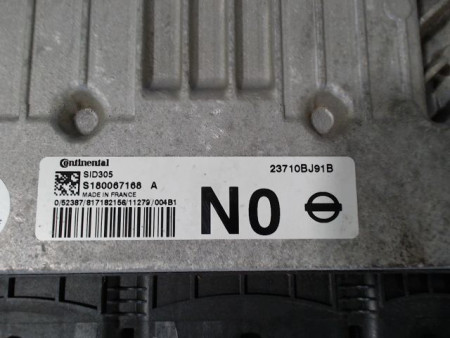 Continental
SID305
S180067168 A
MADE IN FRANCE
0/52387/817182156/11279/004B1
23710BJ91B
N0